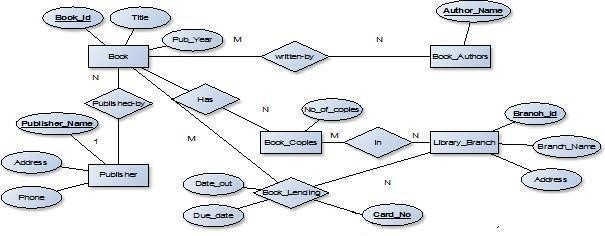 Book_Id
Title
Pub_Year
Author_Name
Book
M
written-by
N
Book_Authors
N
Published-by
Has
N
No_of_copies
Publisher_Name
1
M
Book_Copies
M
In
N
Library_Branch
Branch_Id
Branch_Name
Address
Address
Phone
Publisher
Date_out
Due_date
Book_Lending
N
Card_No